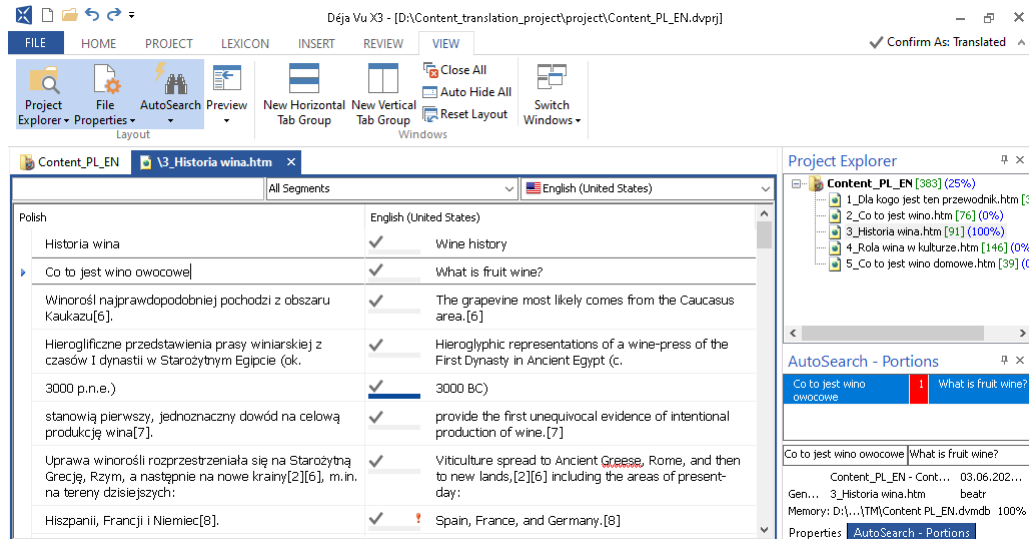 Déja Vu X3 - [D:\Content_translation_project\project\Content_PL_EN.dvprj]
FILE HOME PROJECT LEXICON INSERT REVIEW VIEW Confirm As: Translated
Project Explorer
File Properties
AutoSearch
Preview
Layout
New Horizontal Tab Group
New Vertical Tab Group
Close All
Auto Hide All
Reset Layout
Switch Windows
Windows
Content_PL_EN \3_Historia wina.htm
All Segments English (United States)
Polish English (United States)
Historia wina
Wine history
Co to jest wino owocowe
What is fruit wine?
Winorośl najprawdopodobniej pochodzi z obszaru
Kaukazu[6].
The grapevine most likely comes from the Caucasus
area.[6]
Hieroglificzne przedstawienia prasy winiarskiej z
czasów I dynastii w Starożytnym Egipcie (ok.
Hieroglyphic representations of a wine-press of the
First Dynasty in Ancient Egypt (c.
3000 p.n.e.)
3000 BC)
stanowią pierwszy, jednoznaczny dowód na celową
produkcję wina[7].
provide the first unequivocal evidence of intentional
production of wine.[7]
Uprawa winorośli rozprzestrzeniała się na Starożytną
Grecję, Rzym, a następnie na nowe krainy[2][6], m.in.
na tereny dzisiejszych:
Viticulture spread to Ancient Greese, Rome, and then
to new lands,[2][6] including the areas of present-
day:
Hiszpanii, Francji i Niemiec[8].
Spain, France, and Germany.[8]
Project Explorer
Content_PL_EN [383] (25%)
1_Dla kogo jest ten przewodnik.htm [3
2_Co to jest wino.htm [76] (0%)
3_Historia wina.htm [91] (100%)
4_Rola wina w kulturze.htm [146] (0%
5_Co to jest wino domowe.htm [39] (0
AutoSearch - Portions
Co to jest wino
owocowe
1
What is fruit wine?
Co to jest wino owocowe What is fruit wine?
Content_PL_EN - Cont... 03.06.202...
Gen... 3_Historia wina.htm beatr
Memory: D:\...\TM\Content PL_EN.dvmdb 100%
Properties AutoSearch - Portions